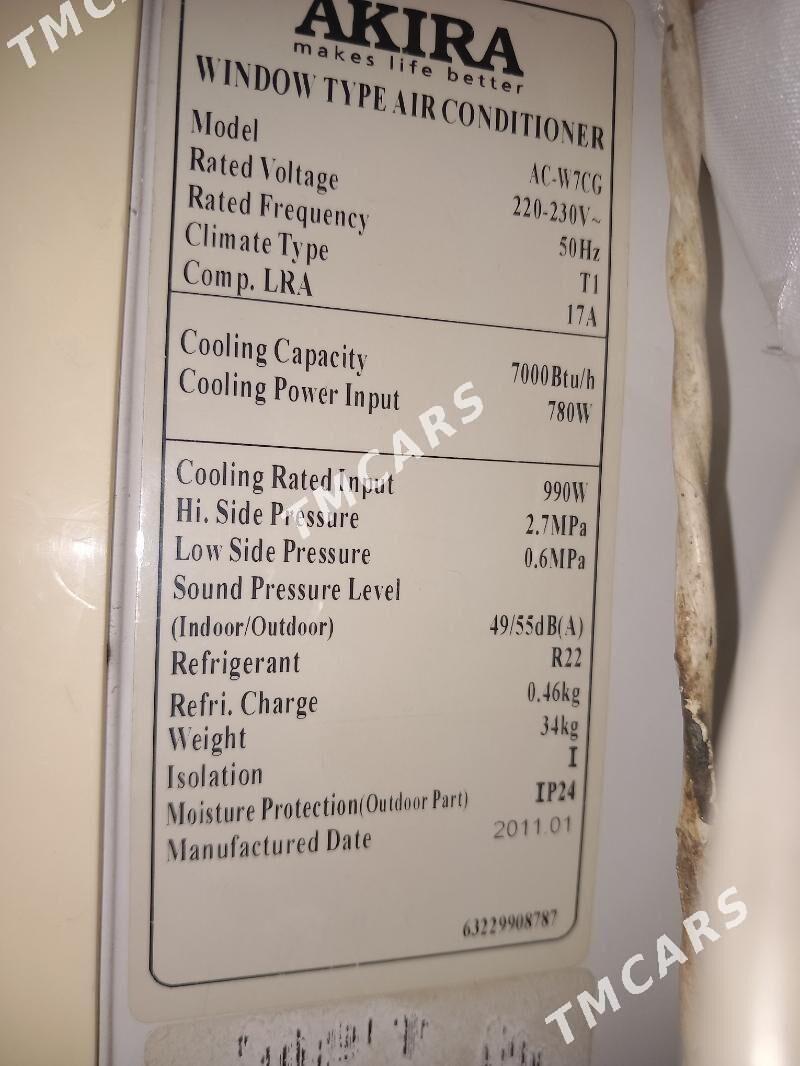 TMCARS
AKIRA
makes life better
WINDOW TYPE AIR CONDITIONER
Model AC-W7CG
Rated Voltage 220-230V~
Rated Frequency 50Hz
Climate Type T1
Comp. LRA 17A
Cooling Capacity 7000Btu/h
Cooling Power Input 780W
TMCARS
Cooling Rated Input 990W
Hi. Side Pressure 2.7MPa
Low Side Pressure 0.6MPa
Sound Pressure Level
(Indoor/Outdoor) 49/55dB(A)
Refrigerant R22
Refri. Charge 0.46kg
Weight 34kg
Isolation I
Moisture Protection(Outdoor Part) IP24
Manufactured Date 2011.01
63229908787
TMCARS